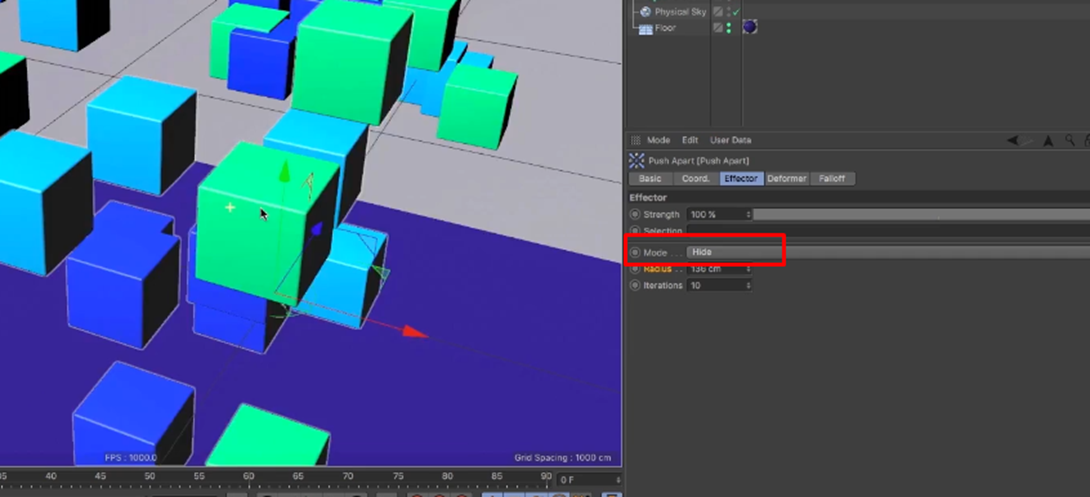 Physical Sky
Floor
Mode Edit User Data
Push Apart [Push Apart]
Basic Coord. Effector Deformer Falloff
Effector
Strength 100 %
Selection
Mode . . . Hide
Radius . . 136 cm
Iterations 10
FPS : 1000.0
Grid Spacing : 1000 cm
35 40 45 50 55 60 65 70 75 80 85 90 0 F